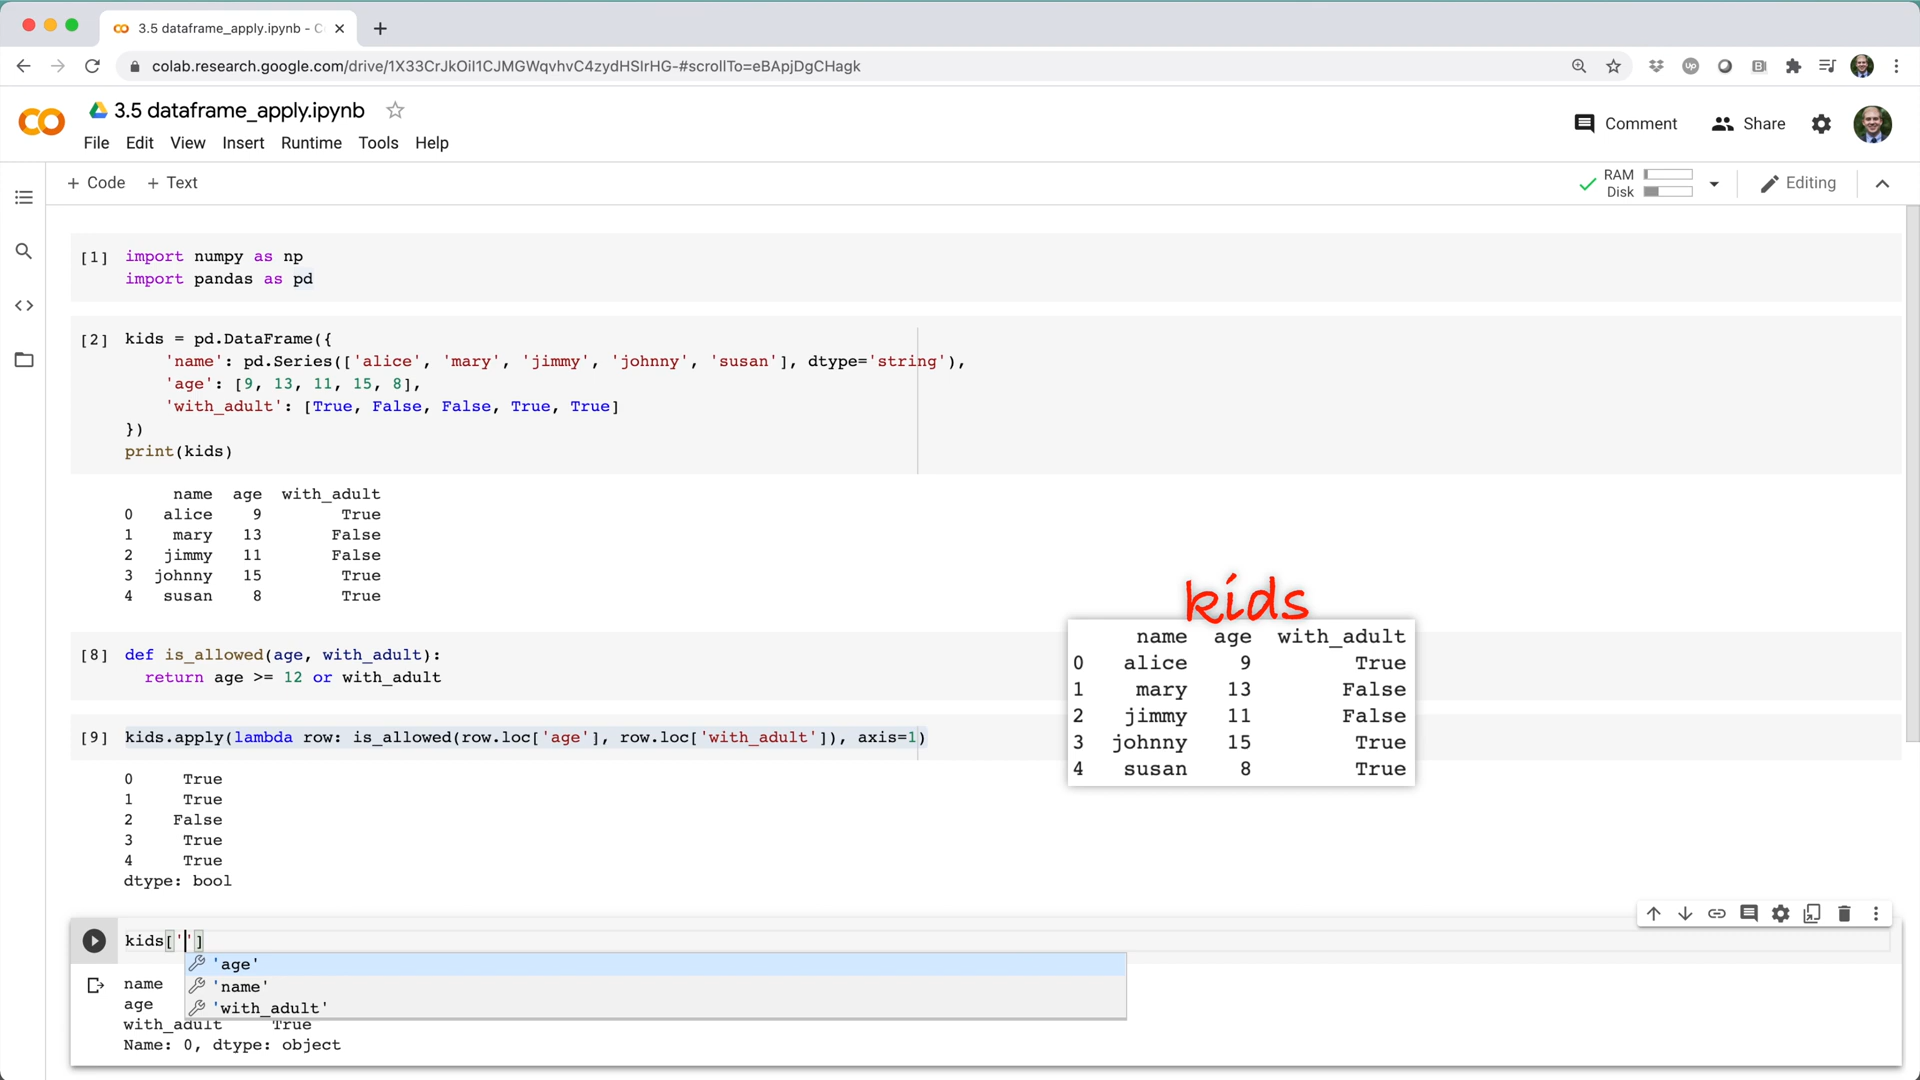 3.5 dataframe_apply.ipynb - C
colab.research.google.com/drive/1X33CrJkOiI1CJMGWqvhvC4zydHSIrHG-#scrollTo=eBApjDgCHagk
3.5 dataframe_apply.ipynb
File Edit View Insert Runtime Tools Help
Comment Share
+ Code + Text
RAM
Disk
Editing
[1] import numpy as np
import pandas as pd
[2] kids = pd.DataFrame({
'name': pd.Series(['alice', 'mary', 'jimmy', 'johnny', 'susan'], dtype='string'),
'age': [9, 13, 11, 15, 8],
'with_adult': [True, False, False, True, True]
})
print(kids)
name age with_adult
0 alice 9 True
1 mary 13 False
2 jimmy 11 False
3 johnny 15 True
4 susan 8 True
kids
name age with_adult
0 alice 9 True
1 mary 13 False
2 jimmy 11 False
3 johnny 15 True
4 susan 8 True
[8] def is_allowed(age, with_adult):
return age >= 12 or with_adult
[9] kids.apply(lambda row: is_allowed(row.loc['age'], row.loc['with_adult']), axis=1)
0 True
1 True
2 False
3 True
4 True
dtype: bool
kids['']
'age'
'name'
'with_adult'
name
age
with_adult True
Name: 0, dtype: object